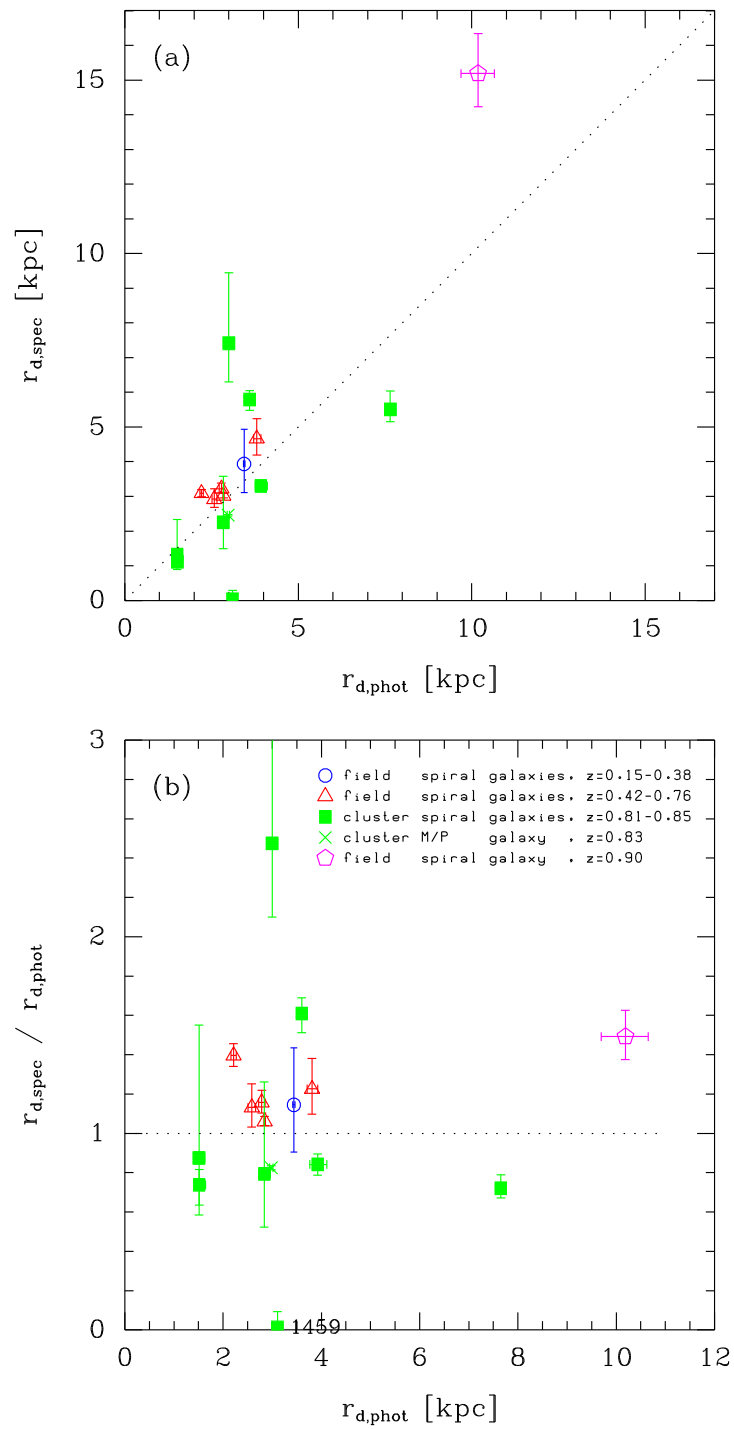 (a)
15
10
5
0
r_d,spec [kpc]
0 5 10 15
r_d,phot [kpc]
(b)
field spiral galaxies, z=0.15-0.38
field spiral galaxies, z=0.42-0.76
cluster spiral galaxies, z=0.81-0.85
cluster M/P galaxy , z=0.83
field spiral galaxy , z=0.90
3
2
1
0
r_d,spec / r_d,phot
1459
0 2 4 6 8 10 12
r_d,phot [kpc]